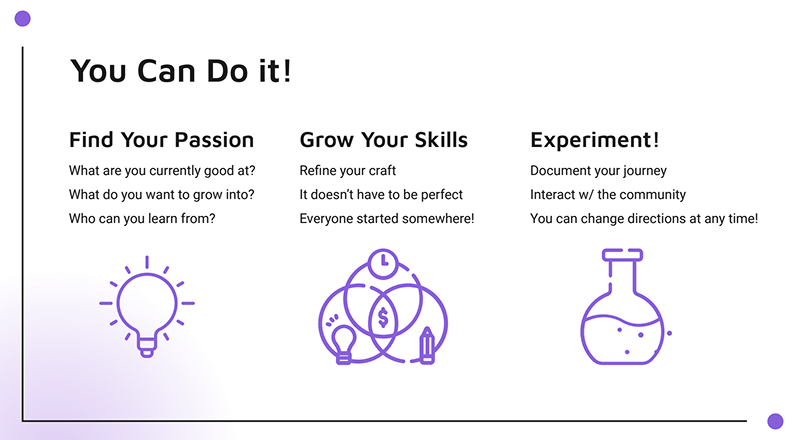 You Can Do it!
Find Your Passion
What are you currently good at?
What do you want to grow into?
Who can you learn from?
Grow Your Skills
Refine your craft
It doesn't have to be perfect
Everyone started somewhere!
$
Experiment!
Document your journey
Interact w/ the community
You can change directions at any time!